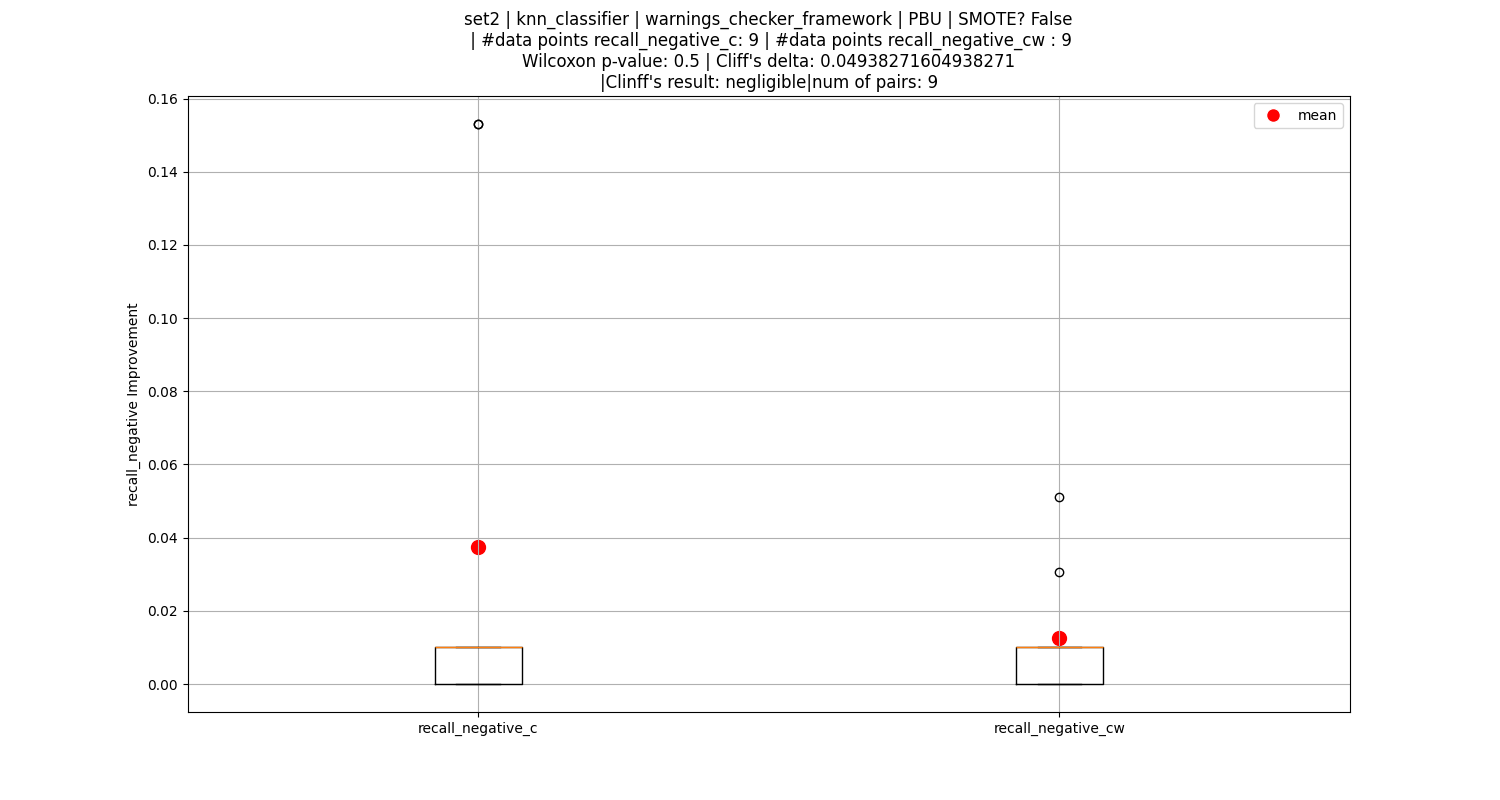 set2 | knn_classifier | warnings_checker_framework | PBU | SMOTE? False
| #data points recall_negative_c: 9 | #data points recall_negative_cw : 9
Wilcoxon p-value: 0.5 | Cliff's delta: 0.04938271604938271
|Clinff's result: negligible|num of pairs: 9
mean
0.16
0.14
0.12
0.10
0.08
0.06
0.04
0.02
0.00
recall_negative Improvement
recall_negative_c
recall_negative_cw